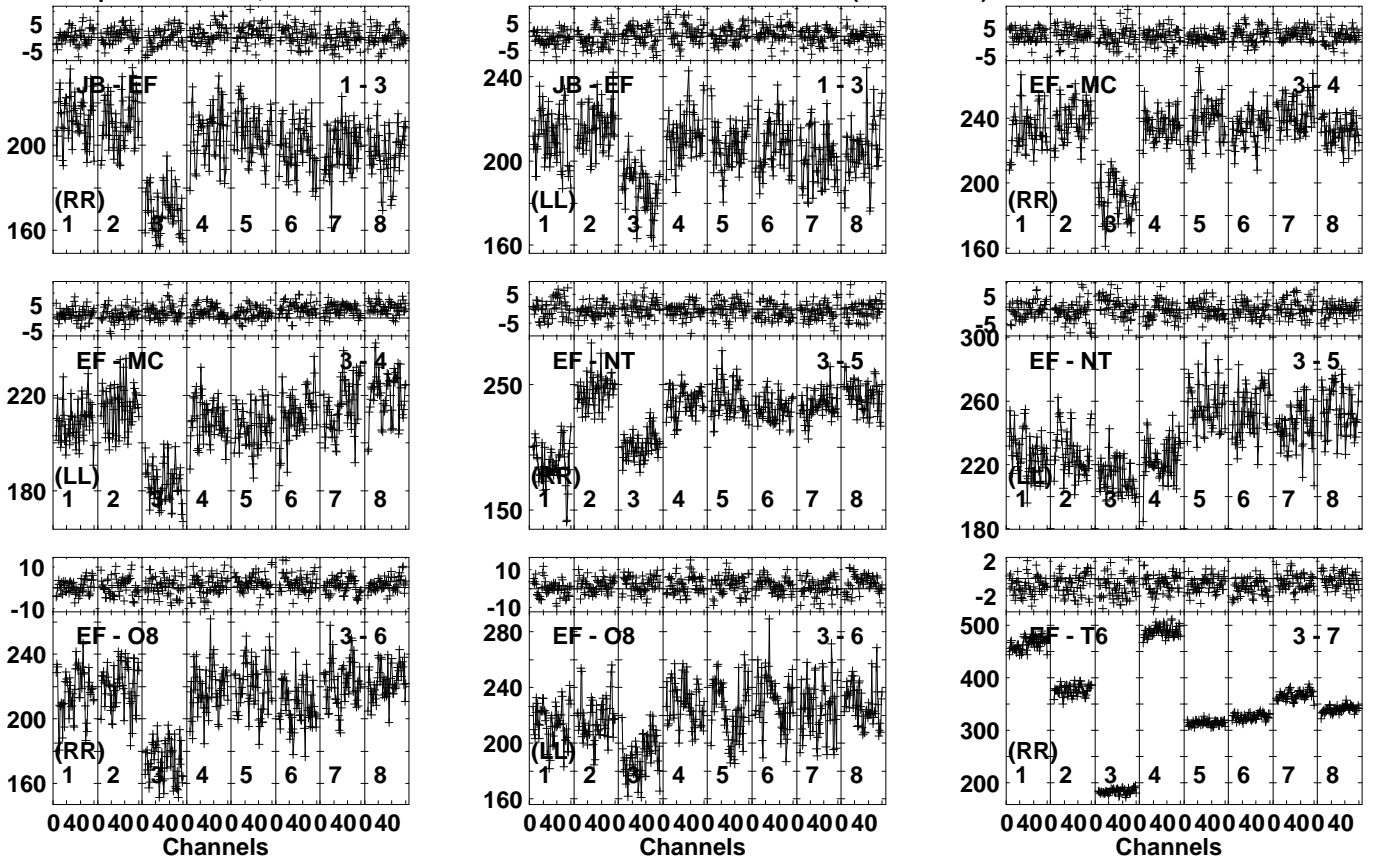 5 5 5
-5 -5 -5
JB - EF 1 - 3 JB - EF 1 - 3 EF - MC 3 - 4
240
200 200 240
200
(RR) (LL) (RR)
160 1 2 3 4 5 6 7 8 160 1 2 3 4 5 6 7 8 160 1 2 3 4 5 6 7 8
5 5 5
-5 -5 -5
300
EF - MC 3 - 4 EF - NT 3 - 5 EF - NT 3 - 5
220 250 260
220
(LL) (RR) (LL)
180 1 2 3 4 5 6 7 8 150 1 2 3 4 5 6 7 8 180 1 2 3 4 5 6 7 8
10 10 2
-10 -10 -2
EF - O8 3 - 6 EF - O8 3 - 6 EF - T6 3 - 7
240 280 500
200 240 400
200 300
(RR) (LL) (RR)
160 1 2 3 4 5 6 7 8 160 1 2 3 4 5 6 7 8 200 1 2 3 4 5 6 7 8
0 40 0 40 0 40 0 40 0 40 0 40 0 40 0 40 0 40 0 40 0 40 0 40 0 40 0 40 0 40 0 40 0 40 0 40 0 40 0 40 0 40 0 40 0 40 0 40
Channels Channels Channels